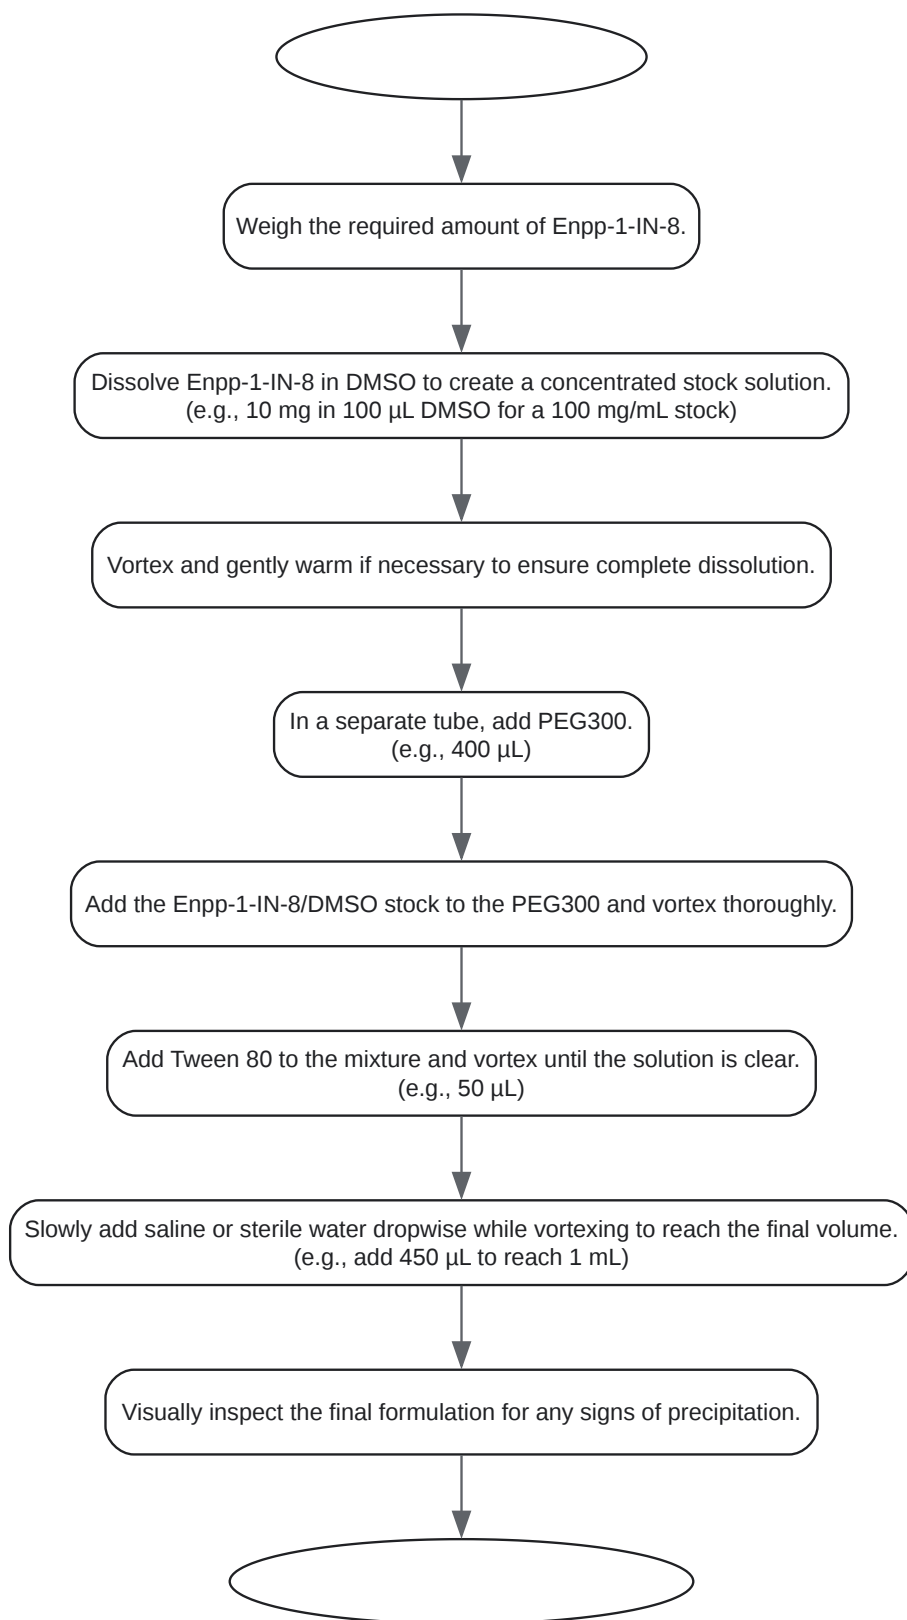 Weigh the required amount of Enpp-1-IN-8.
Dissolve Enpp-1-IN-8 in DMSO to create a concentrated stock solution.
(e.g., 10 mg in 100 µL DMSO for a 100 mg/mL stock)
Vortex and gently warm if necessary to ensure complete dissolution.
In a separate tube, add PEG300.
(e.g., 400 µL)
Add the Enpp-1-IN-8/DMSO stock to the PEG300 and vortex thoroughly.
Add Tween 80 to the mixture and vortex until the solution is clear.
(e.g., 50 µL)
Slowly add saline or sterile water dropwise while vortexing to reach the final volume.
(e.g., add 450 µL to reach 1 mL)
Visually inspect the final formulation for any signs of precipitation.